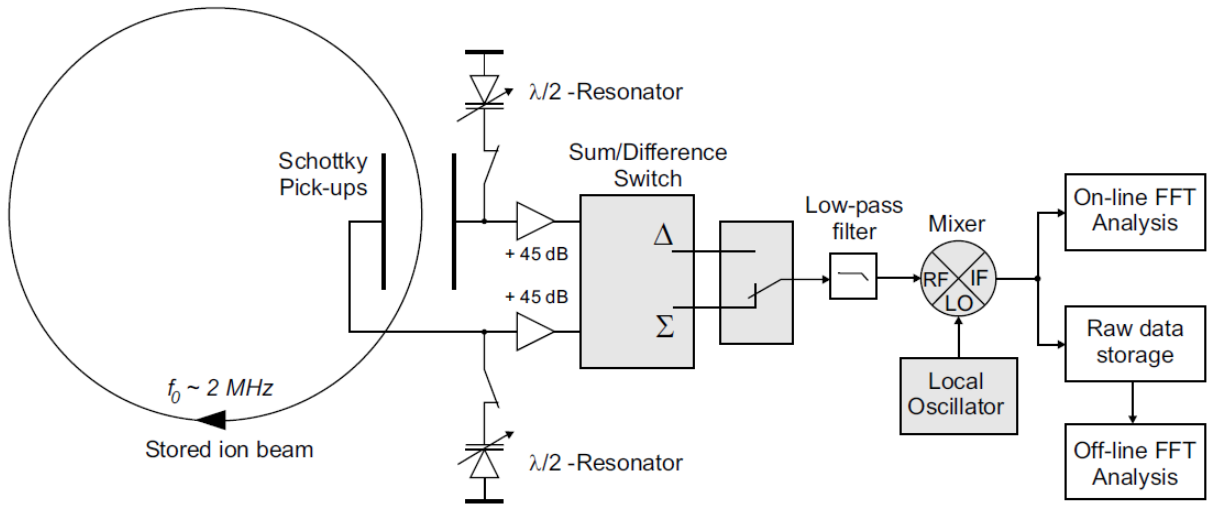 λ/2 -Resonator
Schottky
Pick-ups
Sum/Difference
Switch
+ 45 dB
+ 45 dB
Δ
Σ
Low-pass
filter
Mixer
RF
IF
LO
Local
Oscillator
On-line FFT
Analysis
Raw data
storage
Off-line FFT
Analysis
f₀ ~ 2 MHz
Stored ion beam
λ/2 -Resonator